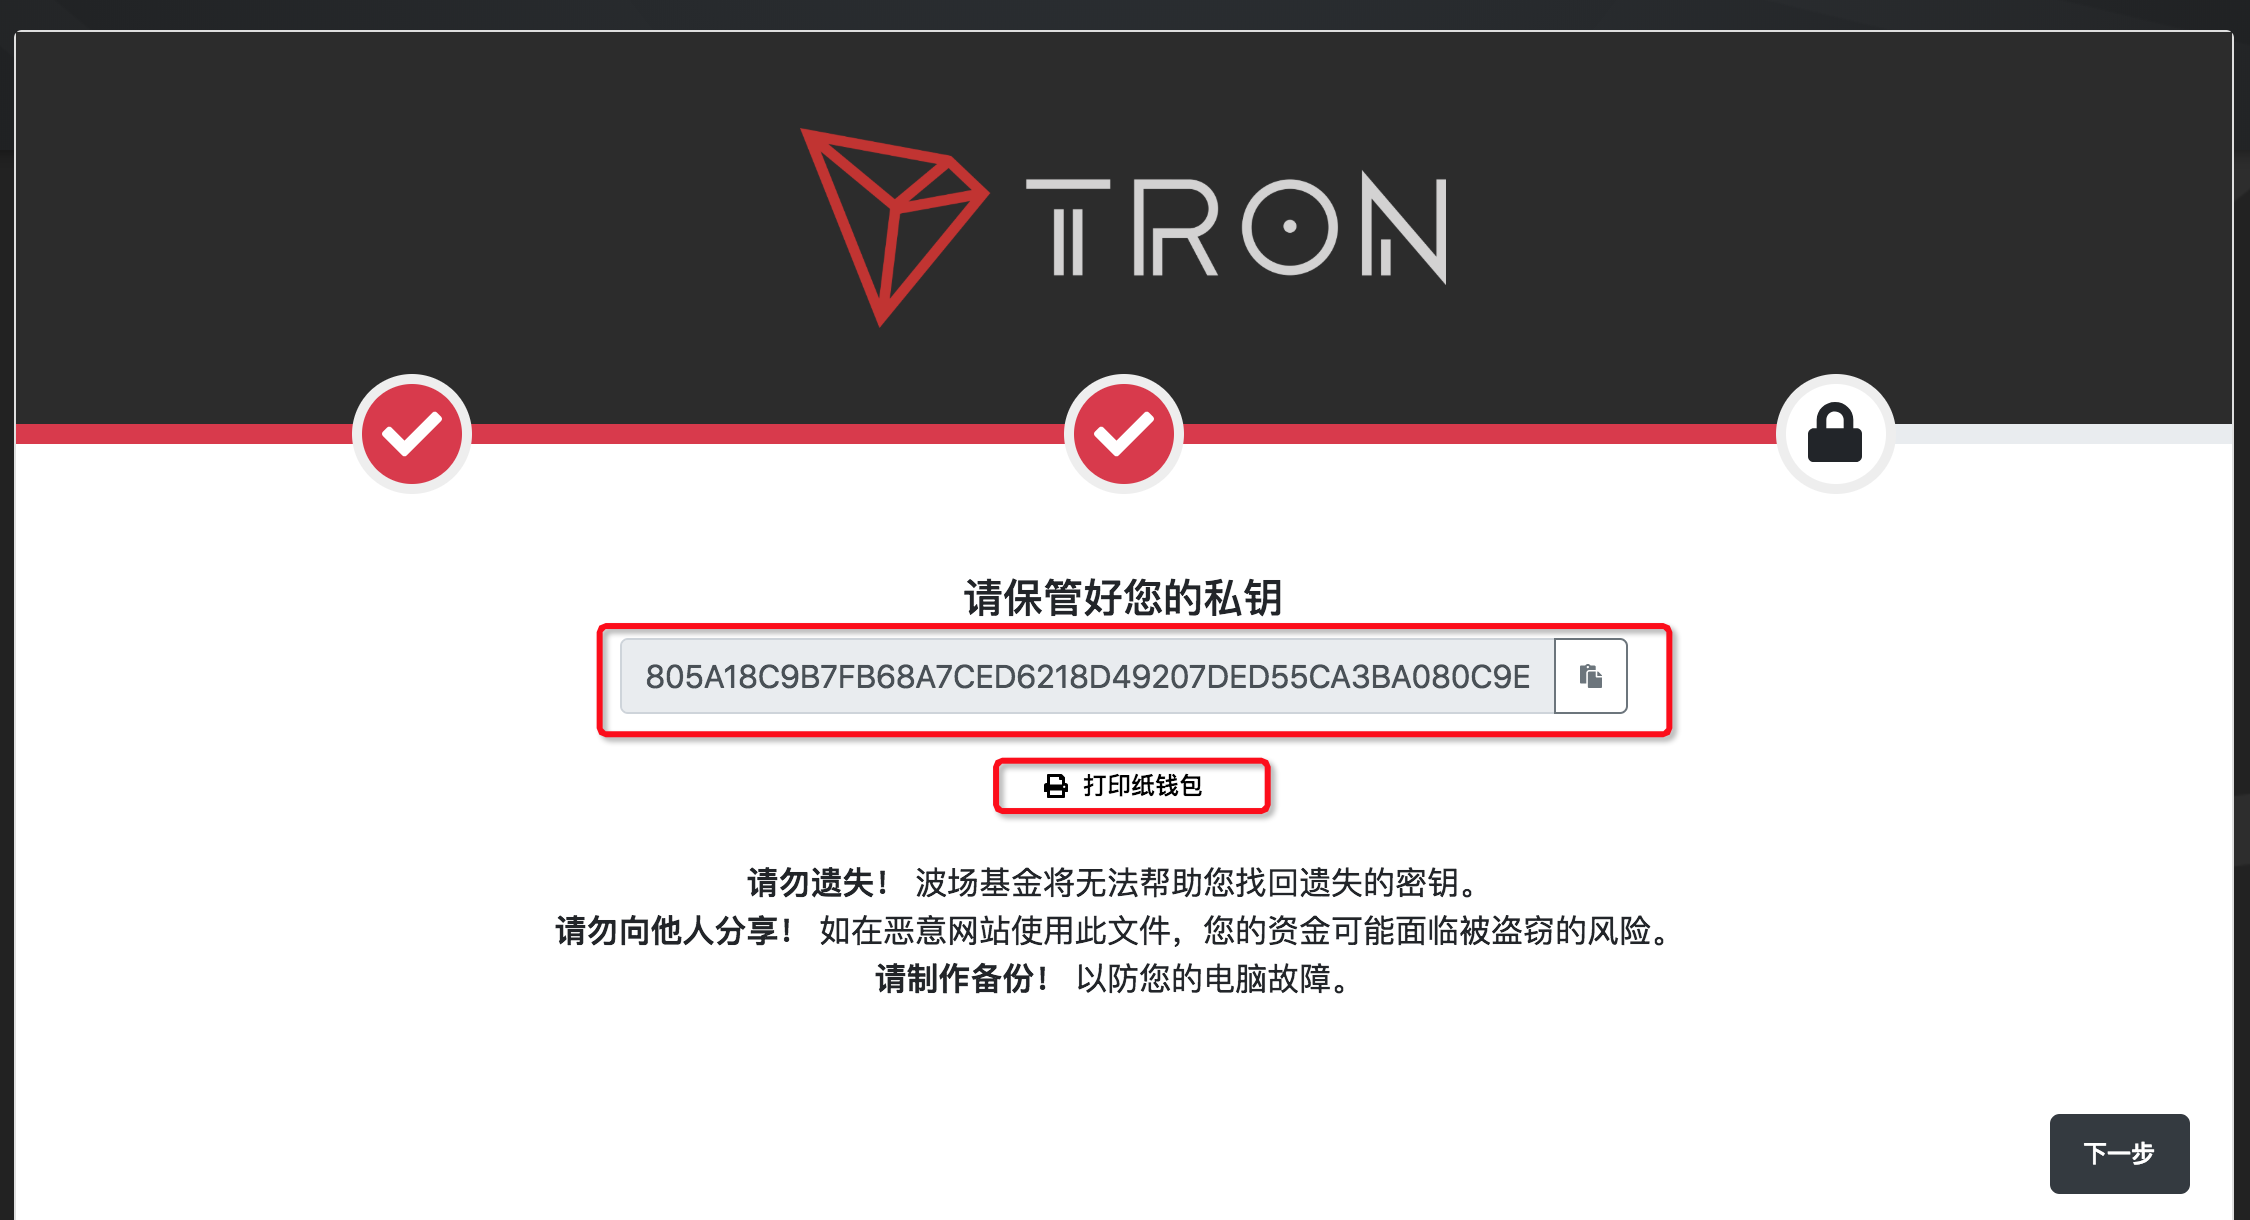 TRON
请保管好您的私钥
805A18C9B7FB68A7CED6218D49207DED55CA3BA080C9E
打印纸钱包
请勿遗失！ 波场基金将无法帮助您找回遗失的密钥。
请勿向他人分享！ 如在恶意网站使用此文件，您的资金可能面临被盗窃的风险。
请制作备份！ 以防您的电脑故障。
下一步